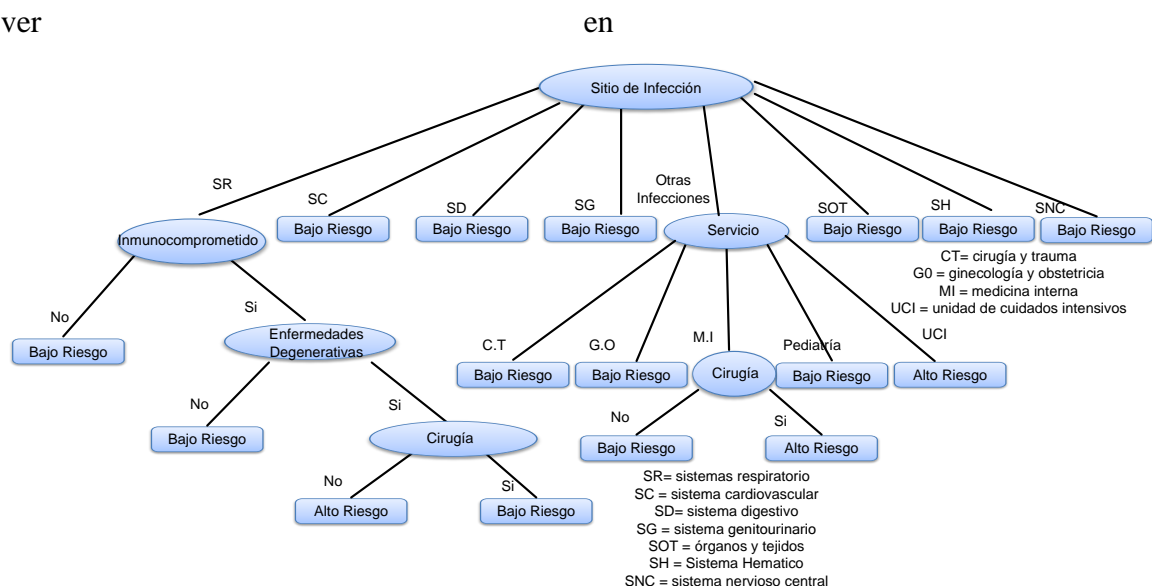 ver en
Sitio de Infección
SR
SC
SD
SG
Otras
Infecciones
SOT
SH
SNC
Inmunocomprometido
Bajo Riesgo
Bajo Riesgo
Bajo Riesgo
Servicio
Bajo Riesgo
Bajo Riesgo
Bajo Riesgo
CT= cirugía y trauma
G0 = ginecología y obstetricia
MI = medicina interna
UCI = unidad de cuidados intensivos
No
Si
Bajo Riesgo
Enfermedades
Degenerativas
C.T
G.O
M.I
Pediatría
UCI
Bajo Riesgo
Bajo Riesgo
Cirugía
Bajo Riesgo
Alto Riesgo
No
Si
Bajo Riesgo
Cirugía
No
Si
Bajo Riesgo
Alto Riesgo
No
Si
Alto Riesgo
Bajo Riesgo
SR= sistemas respiratorio
SC = sistema cardiovascular
SD= sistema digestivo
SG = sistema genitourinario
SOT = órganos y tejidos
SH = Sistema Hematico
SNC = sistema nervioso central